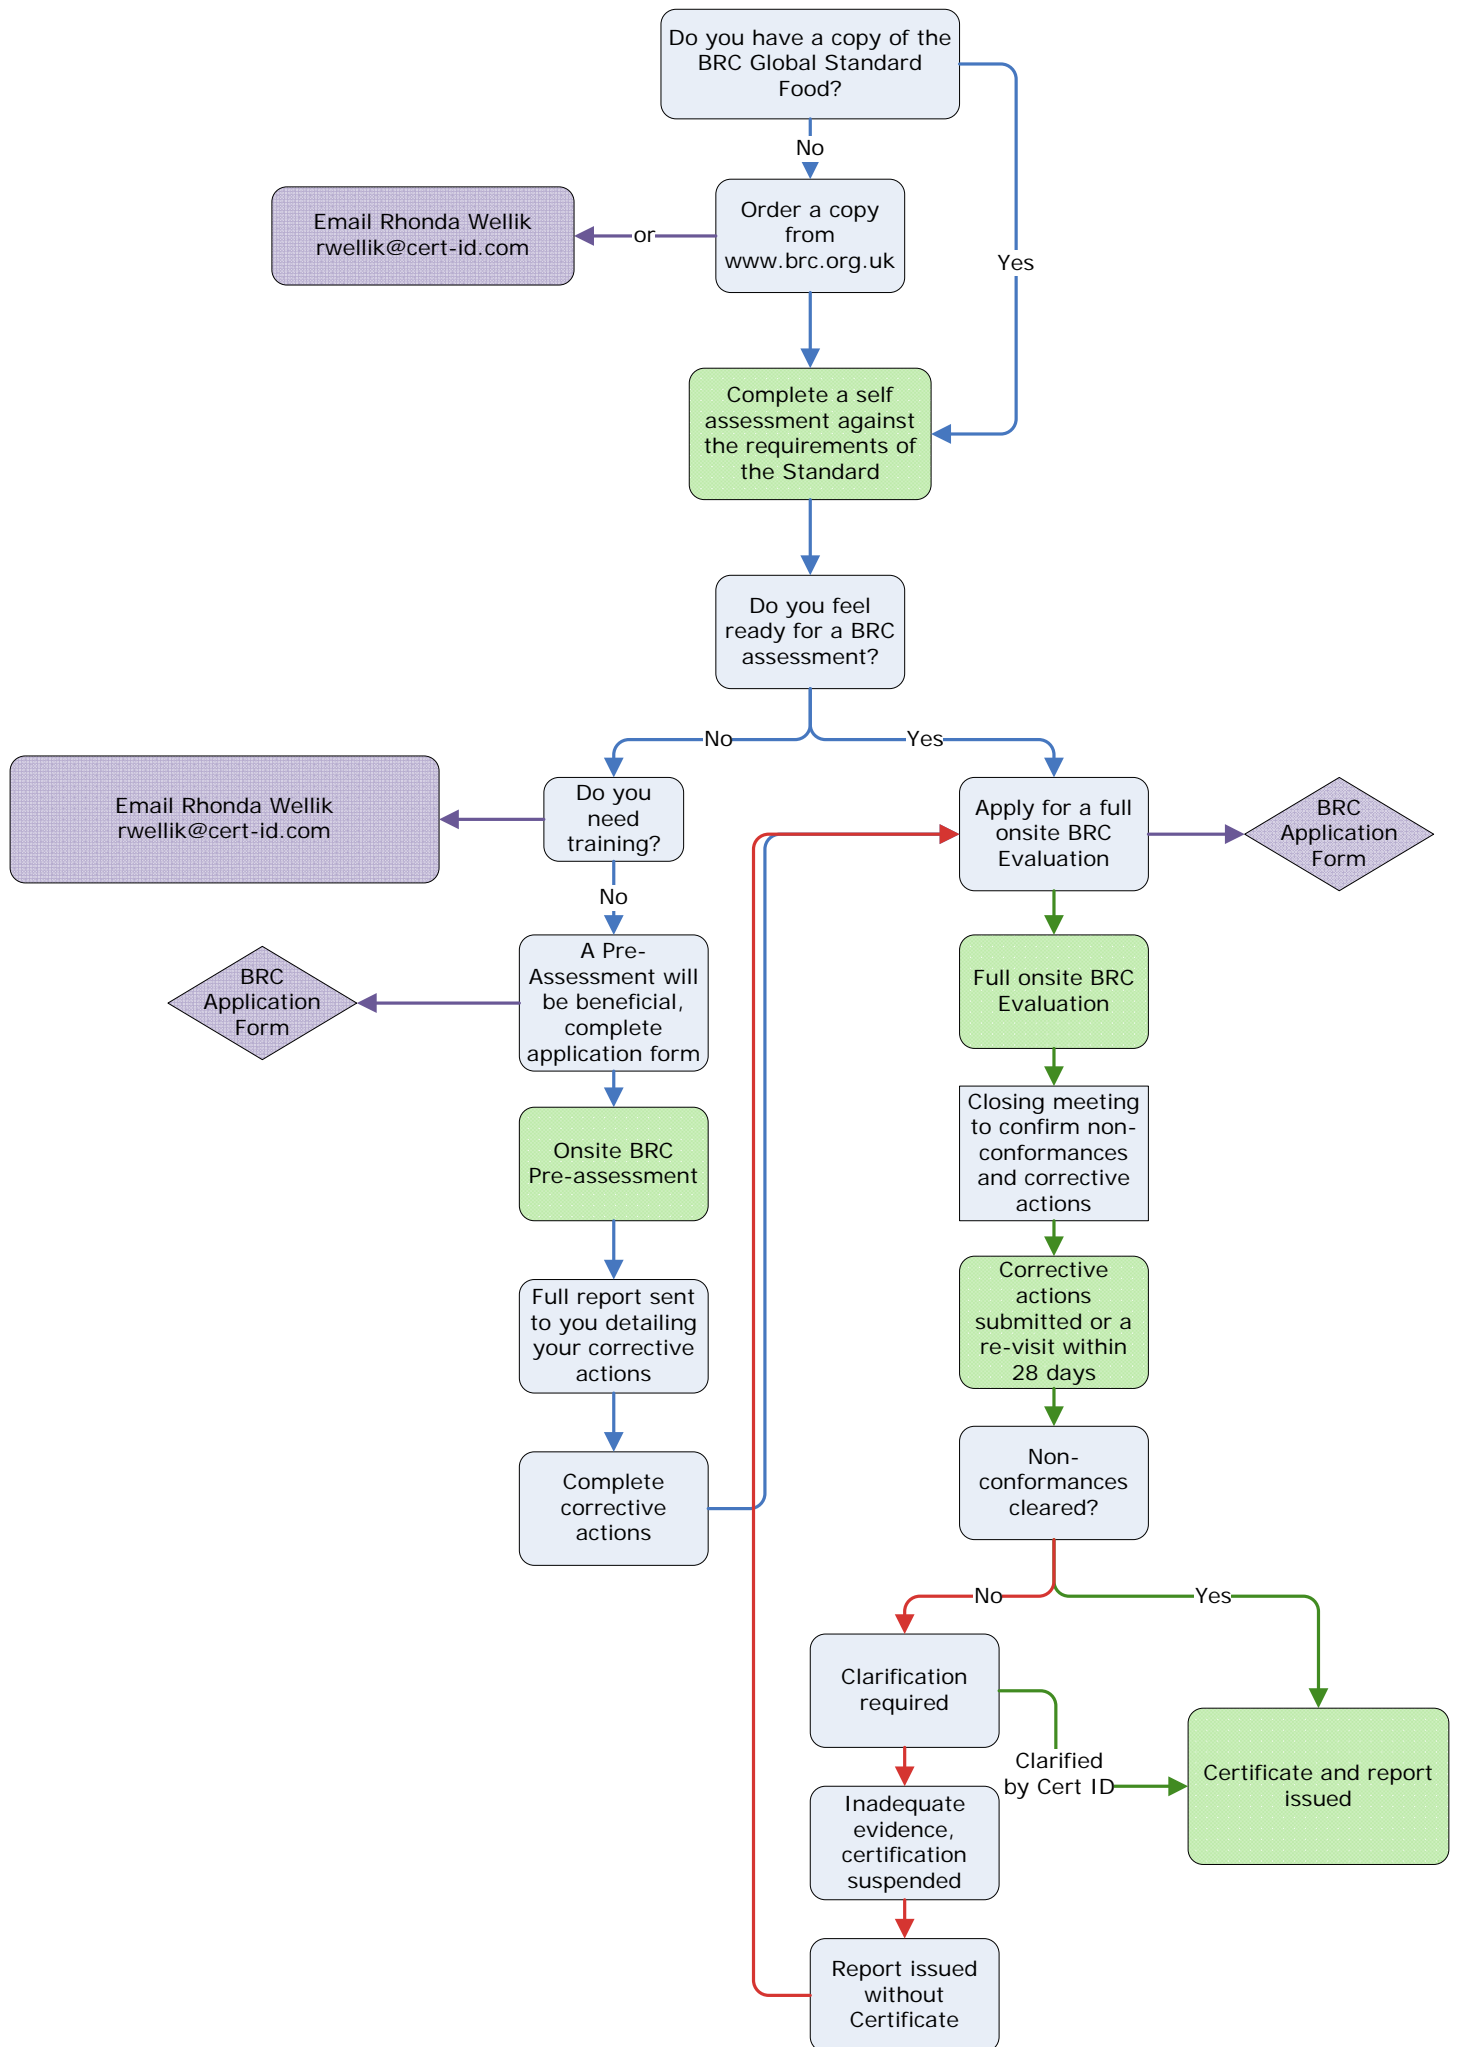 Do you have a copy of the
BRC Global Standard
Food?
No
Yes
Order a copy
from
www.brc.org.uk
or
Email Rhonda Wellik
rwellik@cert-id.com
Complete a self
assessment against
the requirements of
the Standard
Do you feel
ready for a BRC
assessment?
No
Yes
Do you
need
training?
Email Rhonda Wellik
rwellik@cert-id.com
No
A Pre-
Assessment will
be beneficial,
complete
application form
BRC
Application
Form
Onsite BRC
Pre-assessment
Full report sent
to you detailing
your corrective
actions
Complete
corrective
actions
Apply for a full
onsite BRC
Evaluation
BRC
Application
Form
Full onsite BRC
Evaluation
Closing meeting
to confirm non-
conformances
and corrective
actions
Corrective
actions
submitted or a
re-visit within
28 days
Non-
conformances
cleared?
No
Yes
Clarification
required
Clarified
by Cert ID
Certificate and report
issued
Inadequate
evidence,
certification
suspended
Report issued
without
Certificate